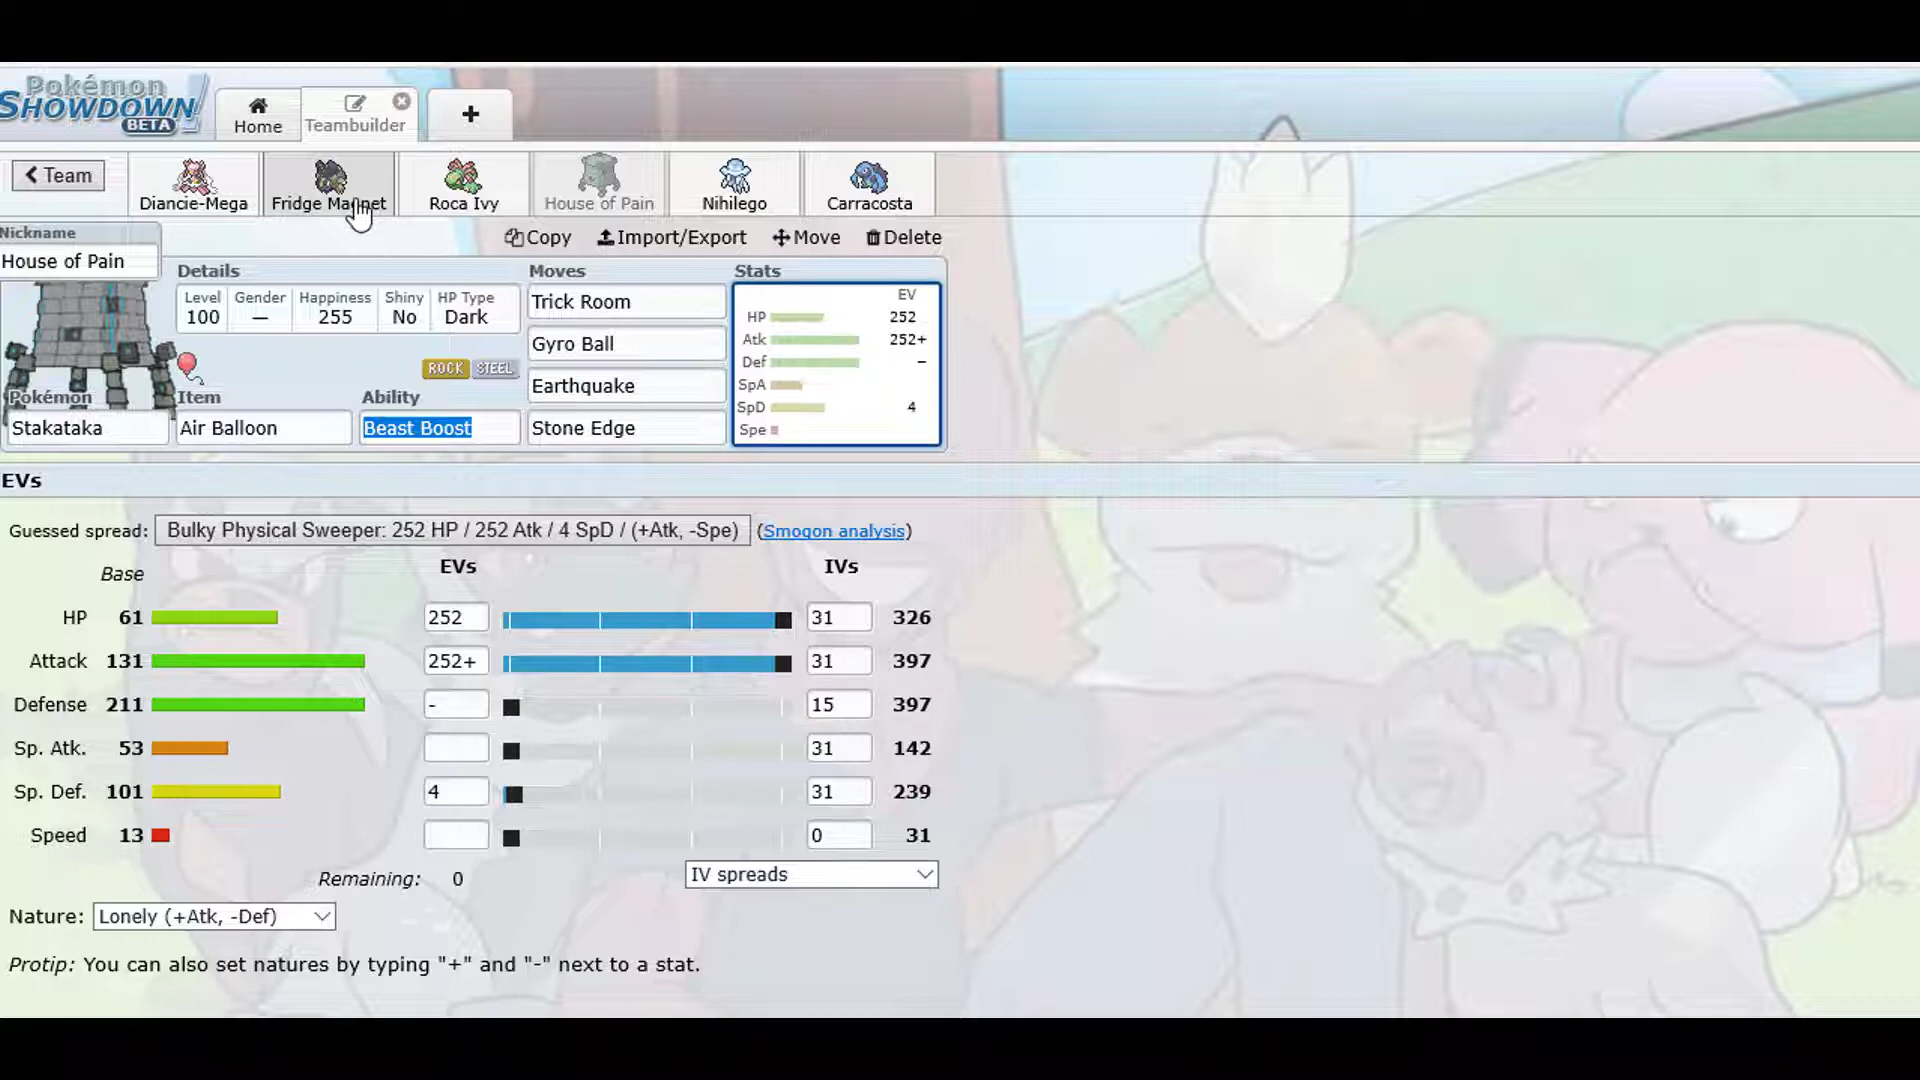 Pokémon
SHOWDOWN!
BETA
Home
Teambuilder
+
Team
Diancie-Mega
Fridge Magnet
Roca Ivy
House of Pain
Nihilego
Carracosta
Nickname
House of Pain
Copy
Import/Export
Move
Delete
Details
Moves
Stats
Level
Gender
Happiness
Shiny
HP Type
100
—
255
No
Dark
Trick Room
Gyro Ball
Earthquake
Stone Edge
EV
HP 252
Atk 252+
Def −
SpA
SpD 4
Spe
ROCK STEEL
Pokémon
Item
Ability
Stakataka
Air Balloon
Beast Boost
EVs
Guessed spread: Bulky Physical Sweeper: 252 HP / 252 Atk / 4 SpD / (+Atk, -Spe) (Smogon analysis)
Base EVs IVs
HP 61 252 31 326
Attack 131 252+ 31 397
Defense 211 - 15 397
Sp. Atk. 53 31 142
Sp. Def. 101 4 31 239
Speed 13 0 31
Remaining: 0
IV spreads
Nature: Lonely (+Atk, -Def)
Protip: You can also set natures by typing "+" and "-" next to a stat.